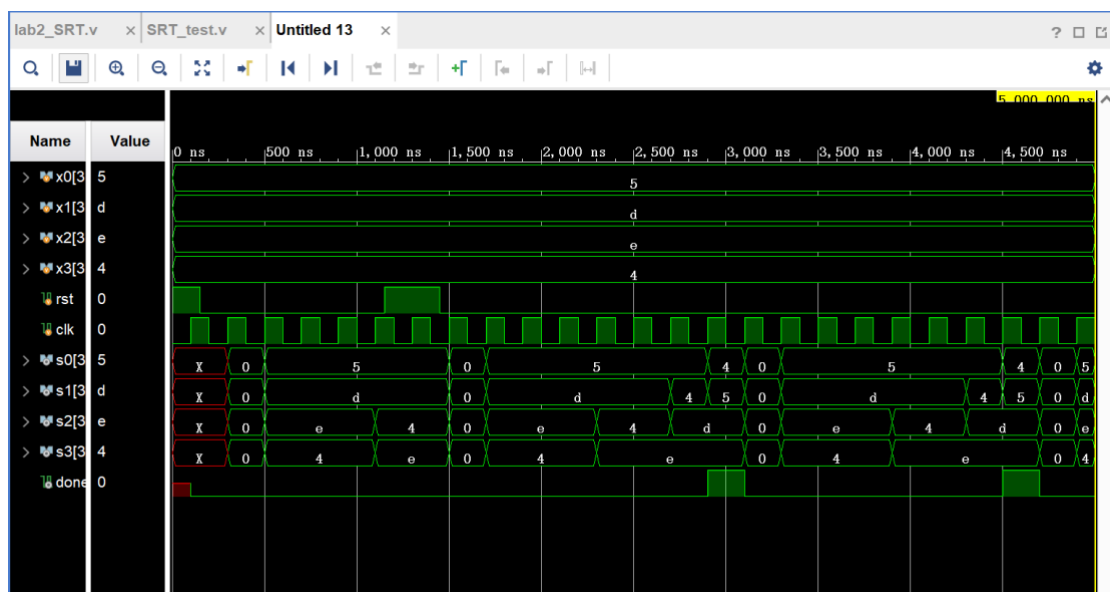 lab2_SRT.v × SRT_test.v × Untitled 13 ×
5,000,000 ns
Name Value
0 ns 500 ns 1,000 ns 1,500 ns 2,000 ns 2,500 ns 3,000 ns 3,500 ns 4,000 ns 4,500 ns
x0[3 5 5
x1[3 d d
x2[3 e e
x3[3 4 4
rst 0
clk 0
s0[3 5 X 0 5 0 5 4 0 5 4 0 5
s1[3 d X 0 d 0 d 4 5 0 d 4 5 0 d
s2[3 e X 0 e 4 0 e 4 d 0 e 4 d 0 e
s3[3 4 X 0 4 e 0 4 e 0 4 e 0 4
done 0